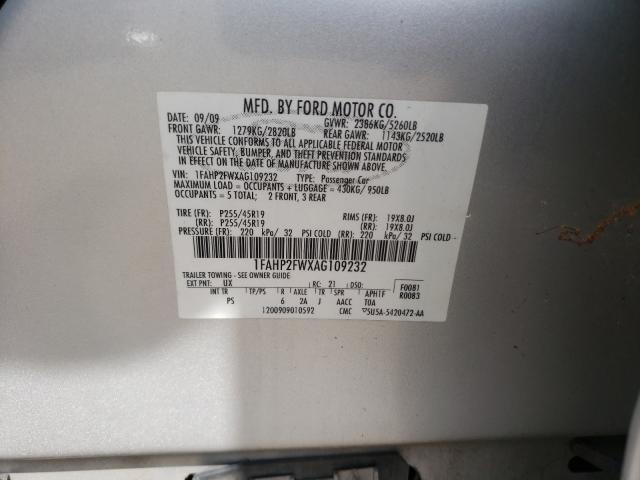 MFD. BY FORD MOTOR CO.
DATE: 09/09 GVWR: 2386KG/5260LB
FRONT GAWR: 1279KG/2820LB REAR GAWR: 1143KG/2520LB
THIS VEHICLE CONFORMS TO ALL APPLICABLE FEDERAL MOTOR
VEHICLE SAFETY, BUMPER, AND THEFT PREVENTION STANDARDS
IN EFFECT ON THE DATE OF MANUFACTURE SHOWN ABOVE.
VIN: 1FAHP2FWXAG109232 TYPE: Passenger Car
MAXIMUM LOAD = OCCUPANTS + LUGGAGE = 430KG/950LB
OCCUPANTS = 5 TOTAL; 2 FRONT, 3 REAR
TIRE (FR): P255/45R19 RIMS (FR): 19X8.0J
(RR): P255/45R19 (RR): 19X8.0J
PRESSURE (FR): 220 kPa/ 32 PSI COLD (RR): 220 kPa/ 32 PSI COLD
1FAHP2FWXAG109232
TRAILER TOWING - SEE OWNER GUIDE
EXT PNT: UX RC: 21 DSO: F0081
INT TR TP/PS R AXLE TR SPR APH1F R0083
PS 6 2A J AACC TOA
1200909010592 CMC 5U5A-5420472-AA